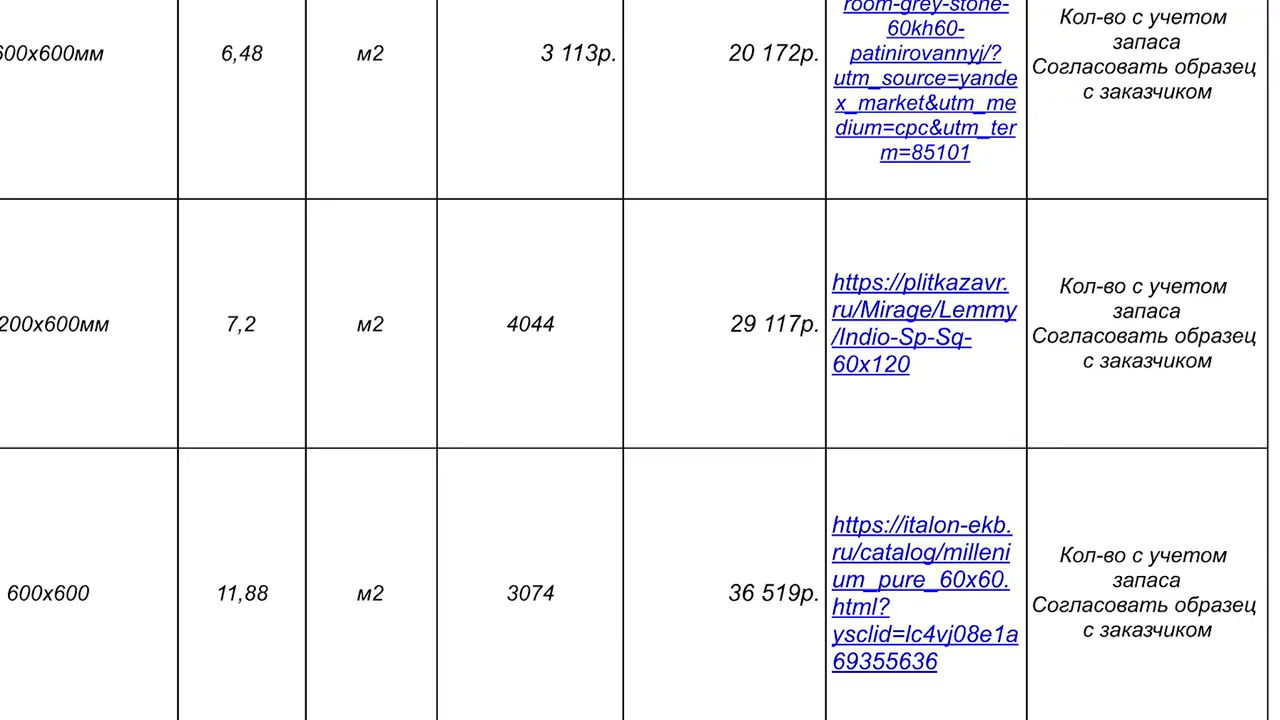 600х600мм
6,48
м2
3 113р.
20 172р.
room-grey-stone-
60kh60-
patinirovannyj/?
utm_source=yande
x_market&utm_me
dium=cpc&utm_ter
m=85101
Кол-во с учетом
запаса
Согласовать образец
с заказчиком
200х600мм
7,2
м2
4044
29 117р.
https://plitkazavr.
ru/Mirage/Lemmy
/Indio-Sp-Sq-
60x120
Кол-во с учетом
запаса
Согласовать образец
с заказчиком
600х600
11,88
м2
3074
36 519р.
https://italon-ekb.
ru/catalog/milleni
um_pure_60x60.
html?
ysclid=lc4vj08e1a
69355636
Кол-во с учетом
запаса
Согласовать образец
с заказчиком